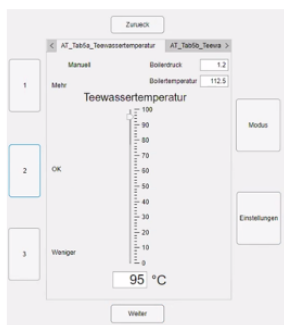 Zurueck
< AT_Tab5a_Teewassertemperatur AT_Tab5b_Teewa >
Manuell Boilerdruck 1.2
1 Mehr Boilertemperatur 112.5
Teewassertemperatur
100
90
Modus
80
70
2 OK
60
50
40
30
Einstellungen
20
3 Weniger 10
0
95 °C
Weiter